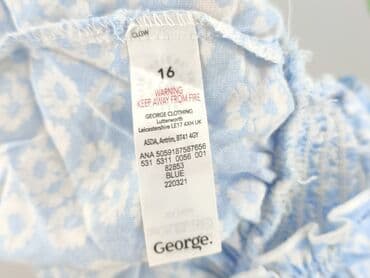 CLGW
16
WARNING
KEEP AWAY FROM FIRE
GEORGE CLOTHING
Lutterworth
Leicestershire LE17 4XH UK
ASDA, Antrim, BT41 4GY
ANA 5059187587656
531 5311 0056 001
82853
BLUE
220321
George.